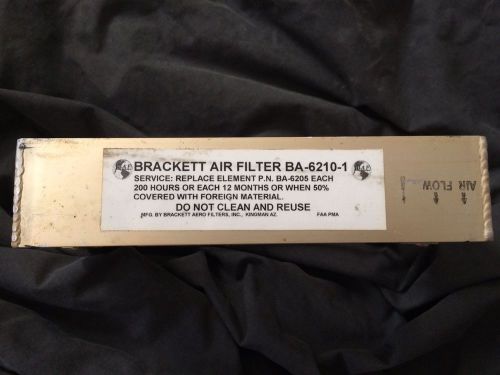 BRACKETT AIR FILTER BA-6210-1
SERVICE: REPLACE ELEMENT P.N. BA-6205 EACH
200 HOURS OR EACH 12 MONTHS OR WHEN 50%
COVERED WITH FOREIGN MATERIAL.
DO NOT CLEAN AND REUSE
MFG. BY BRACKETT AERO FILTERS, INC., KINGMAN AZ. FAA PMA
AIR FLOW